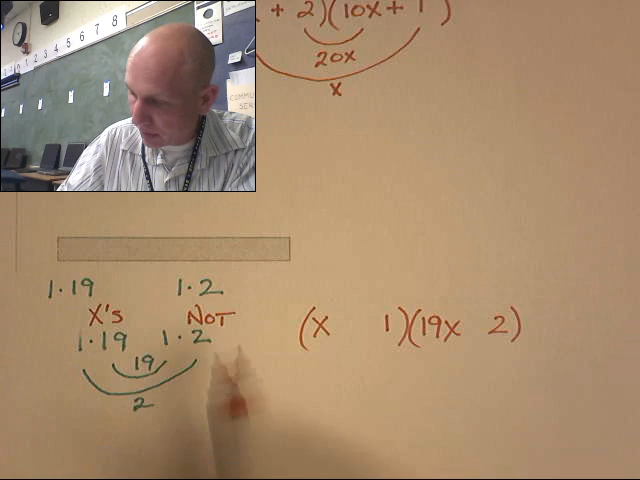 + 2)(10x + 1)
20x
x
1 2 3 4 5 6 7 8
1·19 1·2
X's NOT
1·19 1·2
19
2
(x 1)(19x 2)